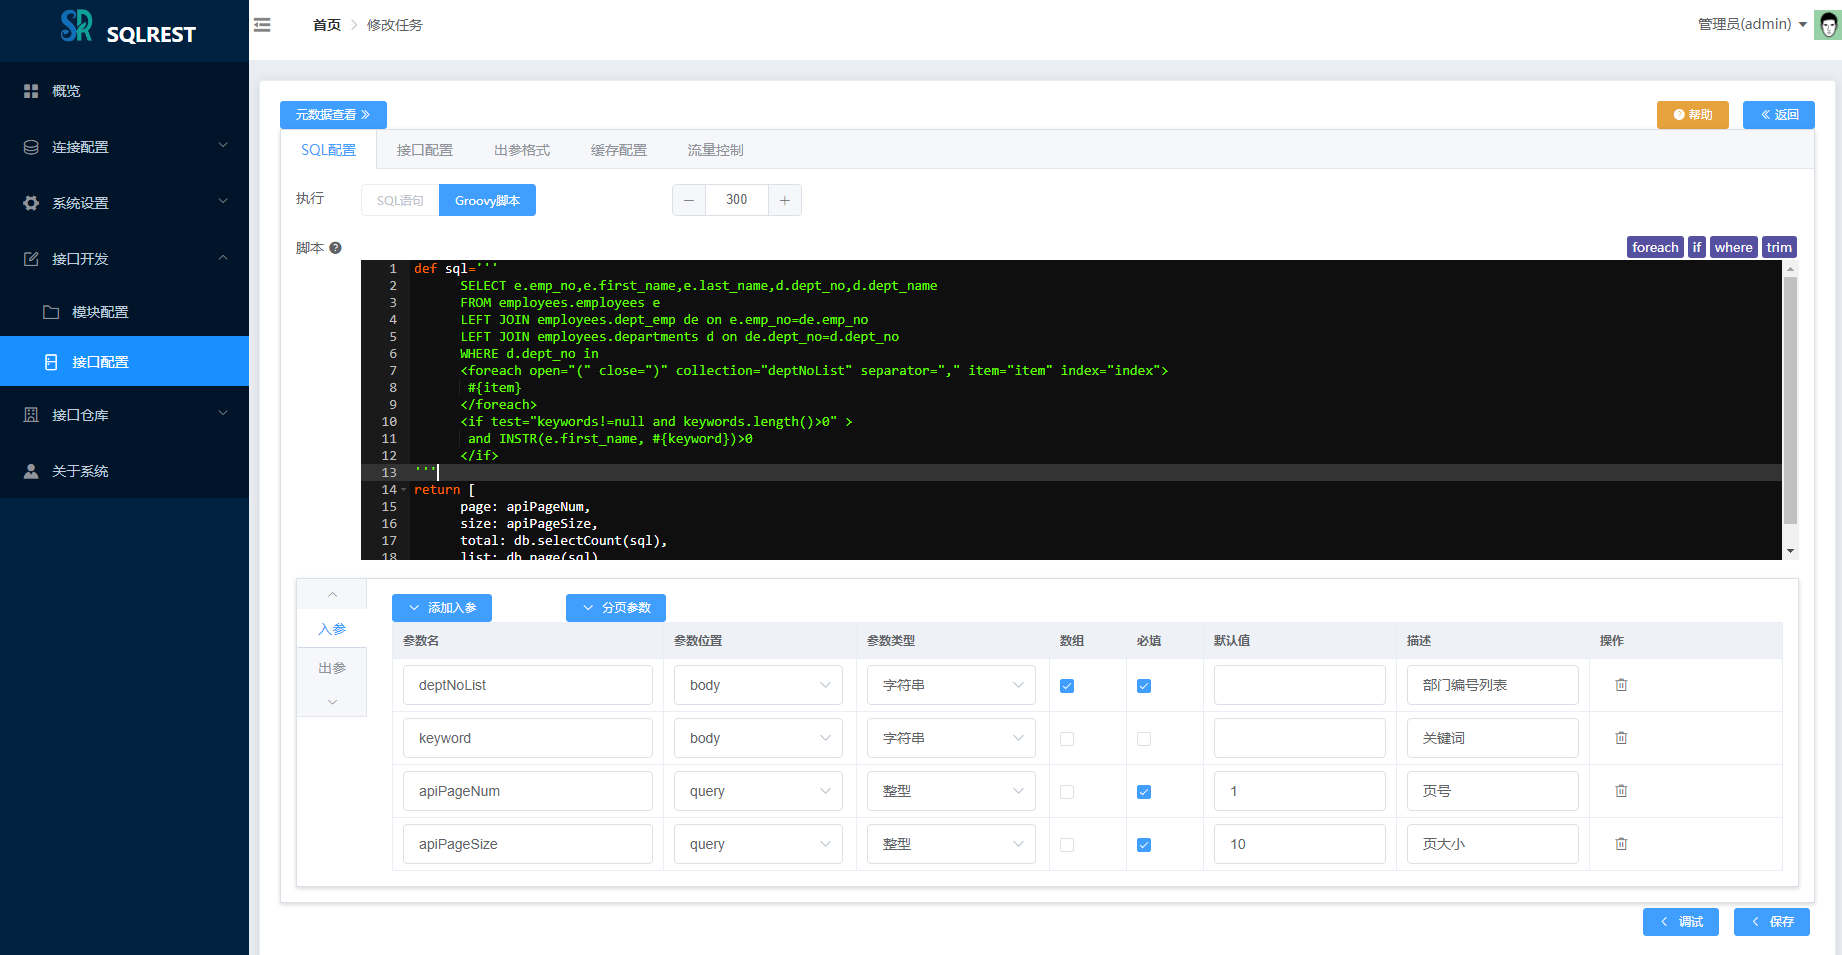 SQLREST
首页 修改任务
管理员(admin)
概览
连接配置
系统设置
接口开发
模块配置
接口配置
接口仓库
关于系统
元数据查看
帮助 返回
SQL配置 接口配置 出参格式 缓存配置 流量控制
执行 SQL语句 Groovy脚本 − 300 +
脚本 foreach if where trim
1 def sql='''
2 SELECT e.emp_no,e.first_name,e.last_name,d.dept_no,d.dept_name
3 FROM employees.employees e
4 LEFT JOIN employees.dept_emp de on e.emp_no=de.emp_no
5 LEFT JOIN employees.departments d on de.dept_no=d.dept_no
6 WHERE d.dept_no in
7 <foreach open="(" close=")" collection="deptNoList" separator="," item="item" index="index">
8 #{item}
9 </foreach>
10 <if test="keywords!=null and keywords.length()>0" >
11 and INSTR(e.first_name, #{keyword})>0
12 </if>
13 '''
14 return [
15 page: apiPageNum,
16 size: apiPageSize,
17 total: db.selectCount(sql),
18 list: db.page(sql)
入参
出参
添加入参 分页参数
参数名 参数位置 参数类型 数组 必填 默认值 描述 操作
deptNoList body 字符串 部门编号列表
keyword body 字符串 关键词
apiPageNum query 整型 1 页号
apiPageSize query 整型 10 页大小
调试 保存